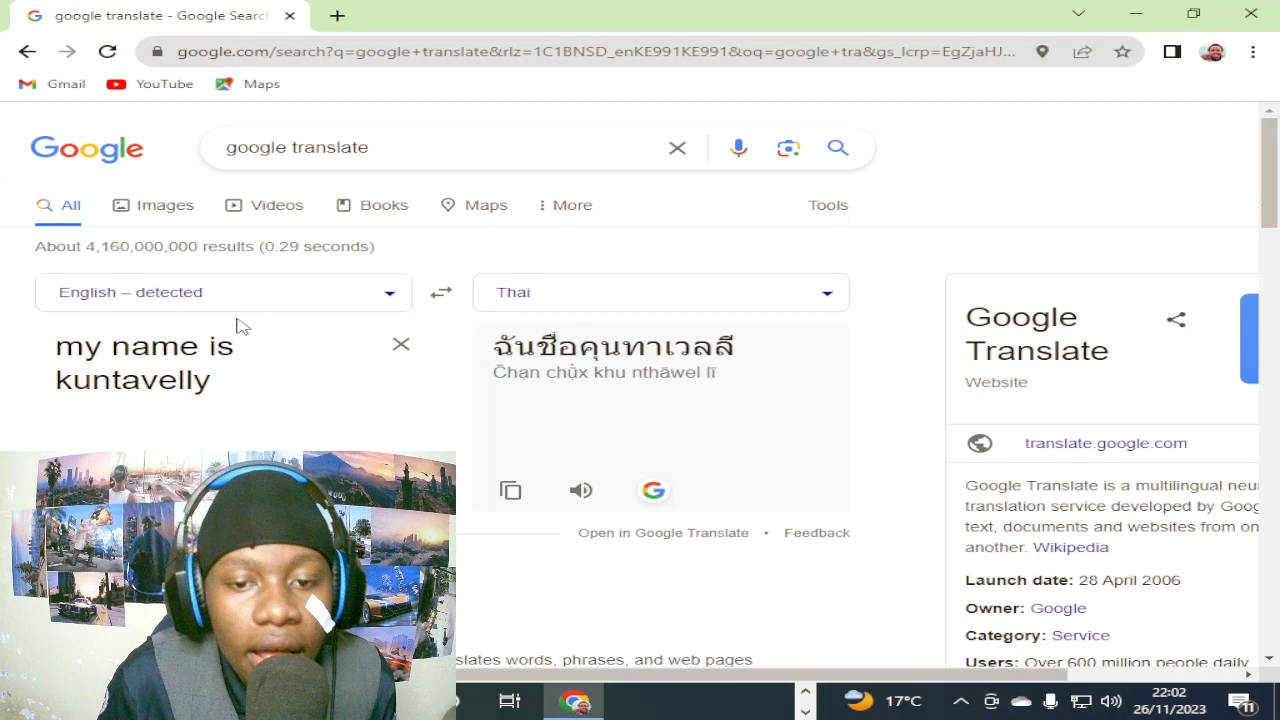 google translate - Google Searc
google.com/search?q=google+translate&rlz=1C1BNSD_enKE991KE991&oq=google+tra&gs_lcrp=EgZjaHJ...
Gmail YouTube Maps
Google google translate
All Images Videos Books Maps More Tools
About 4,160,000,000 results (0.29 seconds)
English – detected Thai
my name is
kuntavelly
ฉันชื่อคุนทาเวลลี
C̄hạn chụ̄̀x khu nthāwel lī
Google
Translate
Website
translate.google.com
Google Translate is a multilingual neu
translation service developed by Goog
text, documents and websites from on
another. Wikipedia
Launch date: 28 April 2006
Owner: Google
Category: Service
Users: Over 600 million people daily
Open in Google Translate • Feedback
slates words, phrases, and web pages
17°C
22:02
26/11/2023
11